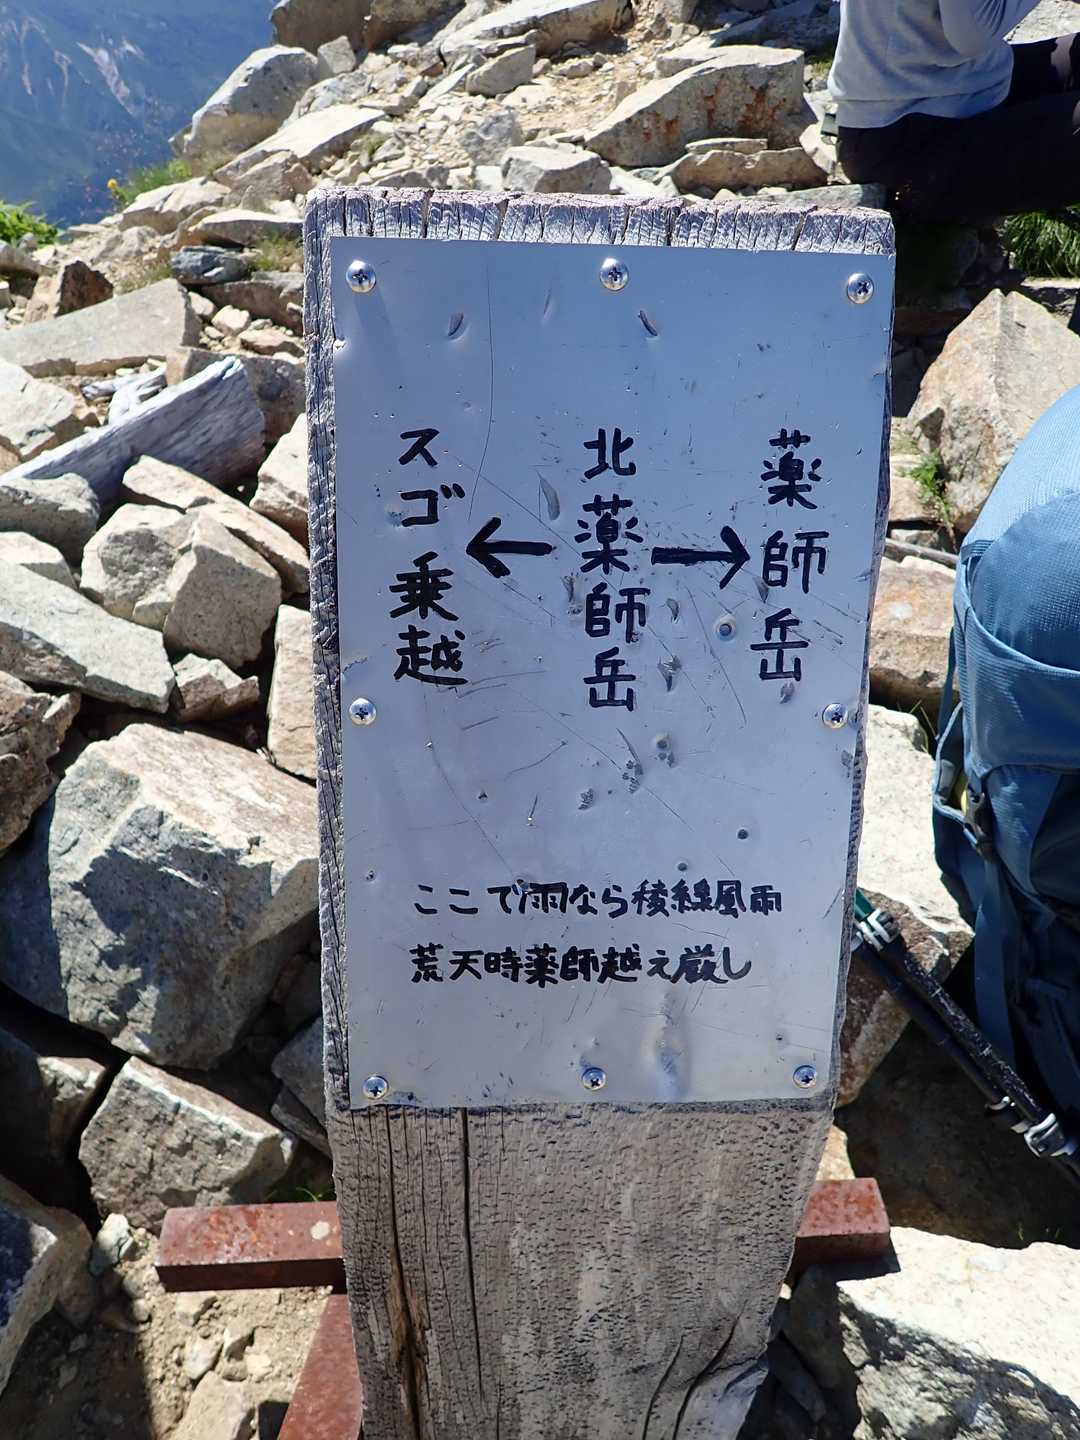 薬師岳
→
北薬師岳
←
スゴ乗越
ここで雨なら稜線風雨
荒天時薬師越え厳し